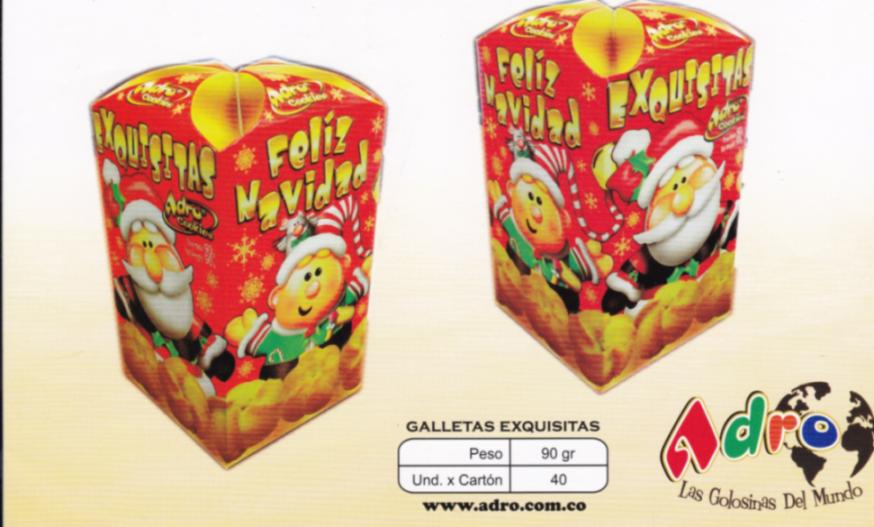 Adro
Cookies
Adro
Cookies
EXQUISITAS
Feliz
Navidad
Adro
Cookies
Adro
Cookies
Adro
Cookies
Feliz
Navidad
EXQUISITAS
Adro
Cookies
GALLETAS EXQUISITAS
Peso 90 gr
Und. x Cartón 40
www.adro.com.co
Adro
Las Golosinas Del Mundo